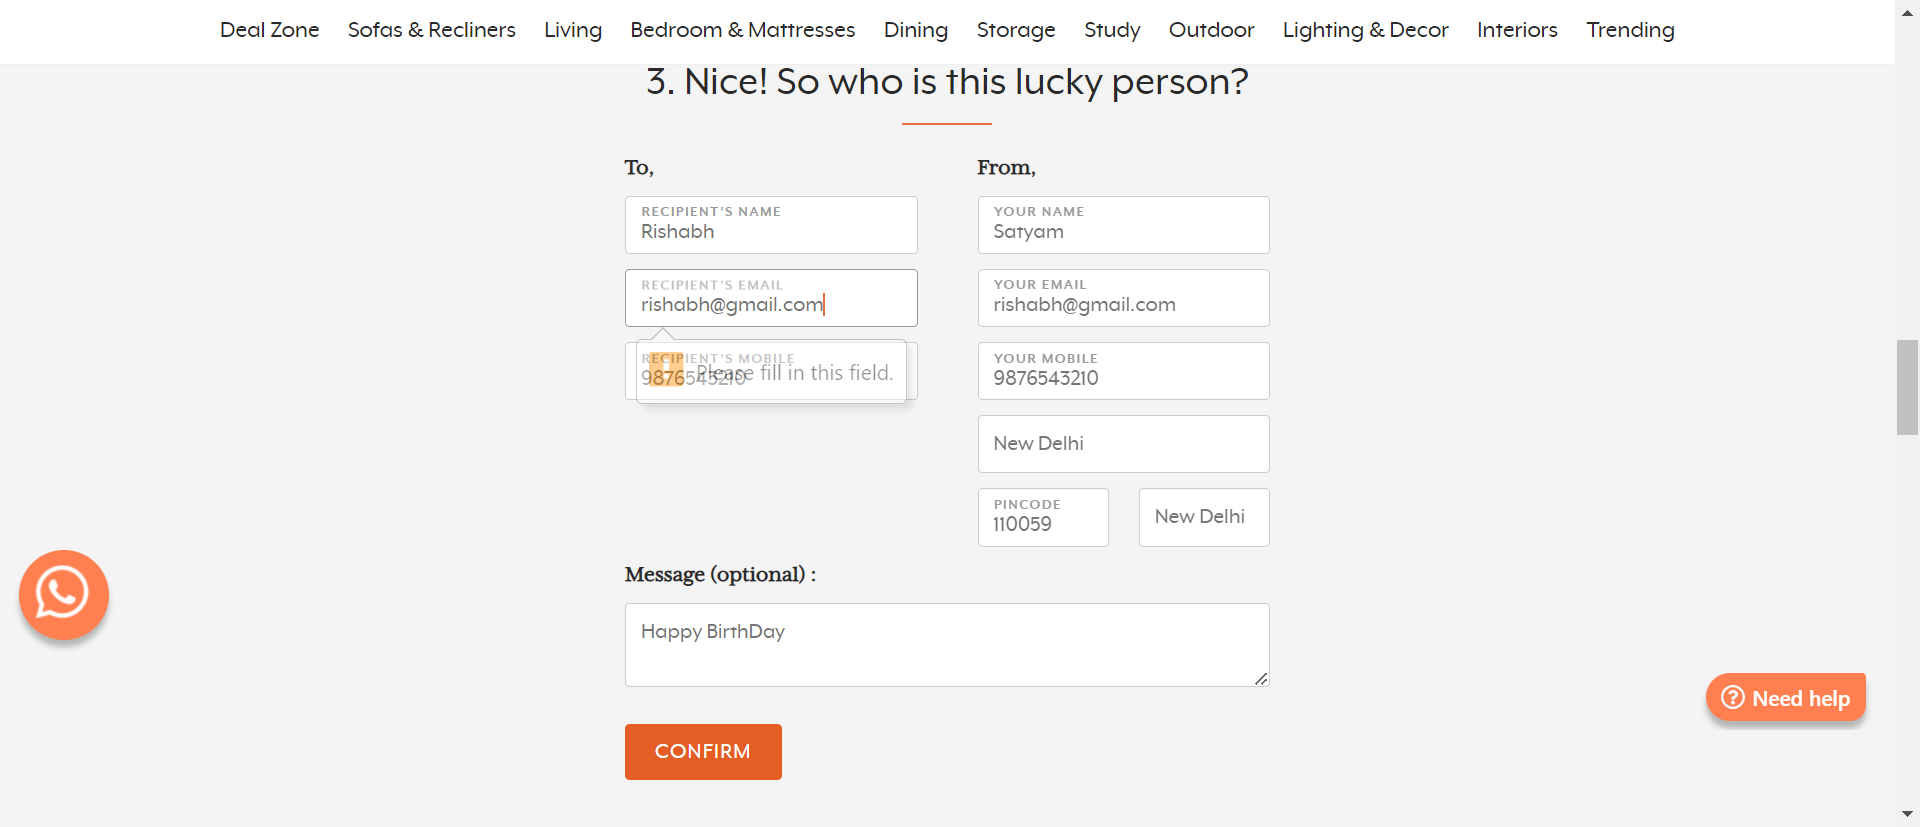 Deal Zone Sofas & Recliners Living Bedroom & Mattresses Dining Storage Study Outdoor Lighting & Decor Interiors Trending
3. Nice! So who is this lucky person?
To,
RECIPIENT'S NAME
Rishabh
RECIPIENT'S EMAIL
rishabh@gmail.com
RECIPIENT'S MOBILE
9876543210
Please fill in this field.
From,
YOUR NAME
Satyam
YOUR EMAIL
rishabh@gmail.com
YOUR MOBILE
9876543210
New Delhi
PINCODE
110059
New Delhi
Message (optional) :
Happy BirthDay
CONFIRM
Need help